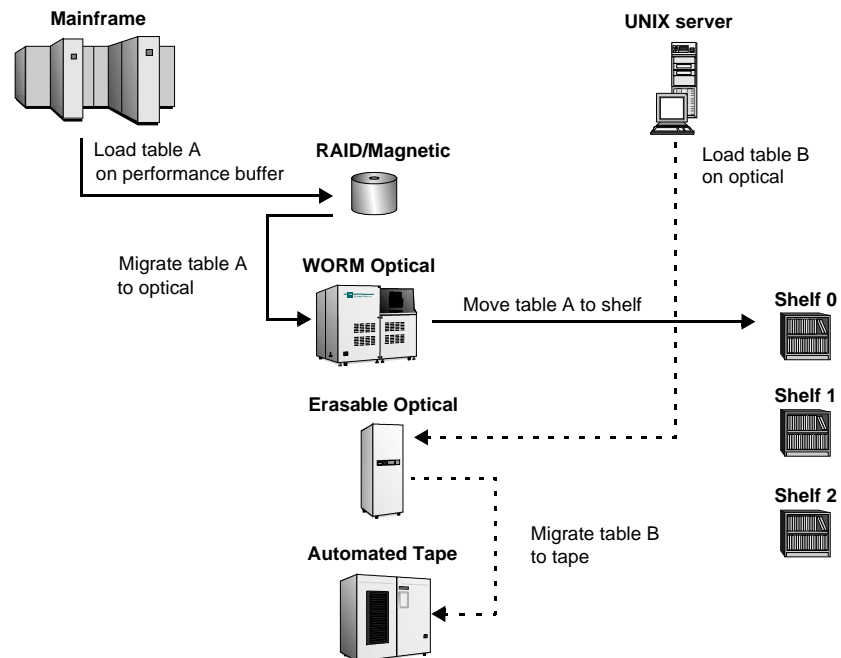 Mainframe
UNIX server
Load table A
on performance buffer
RAID/Magnetic
Load table B
on optical
Migrate table A
to optical
WORM Optical
Move table A to shelf
Shelf 0
Erasable Optical
Shelf 1
Migrate table B
to tape
Shelf 2
Automated Tape